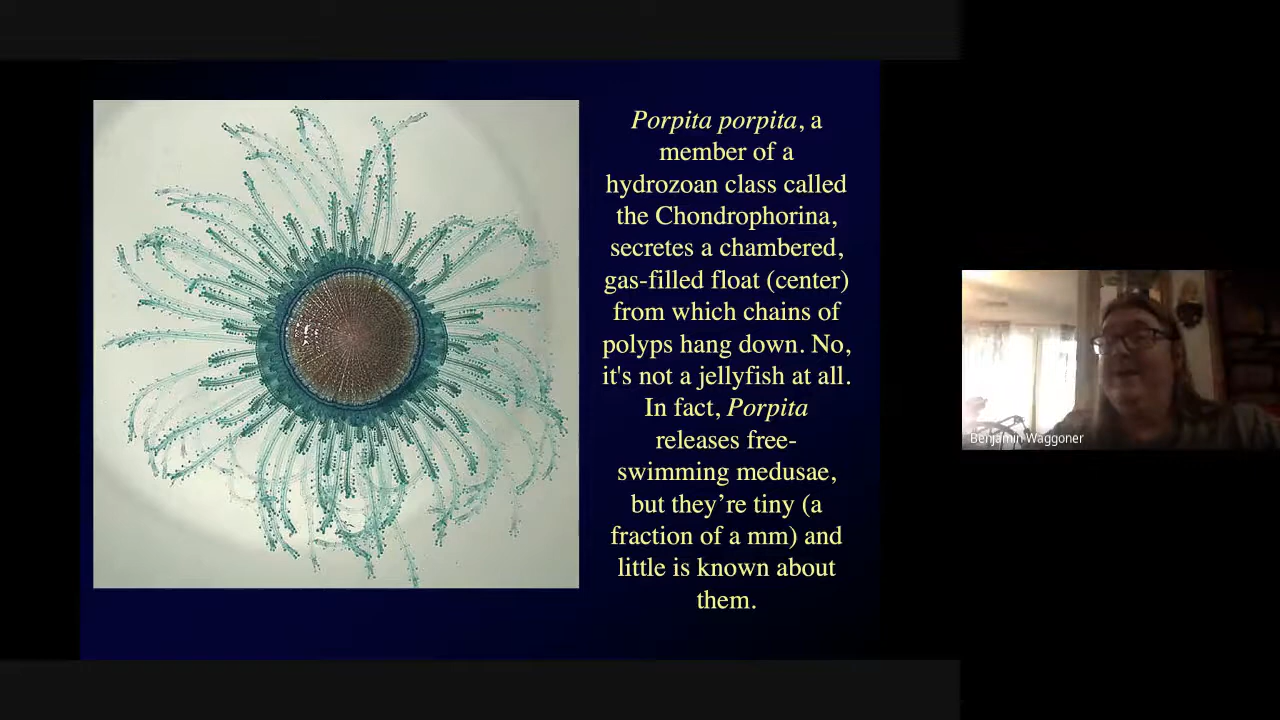 Porpita porpita, a
member of a
hydrozoan class called
the Chondrophorina,
secretes a chambered,
gas-filled float (center)
from which chains of
polyps hang down. No,
it's not a jellyfish at all.
In fact, Porpita
releases free-
swimming medusae,
but they’re tiny (a
fraction of a mm) and
little is known about
them.
Benjamin Waggoner